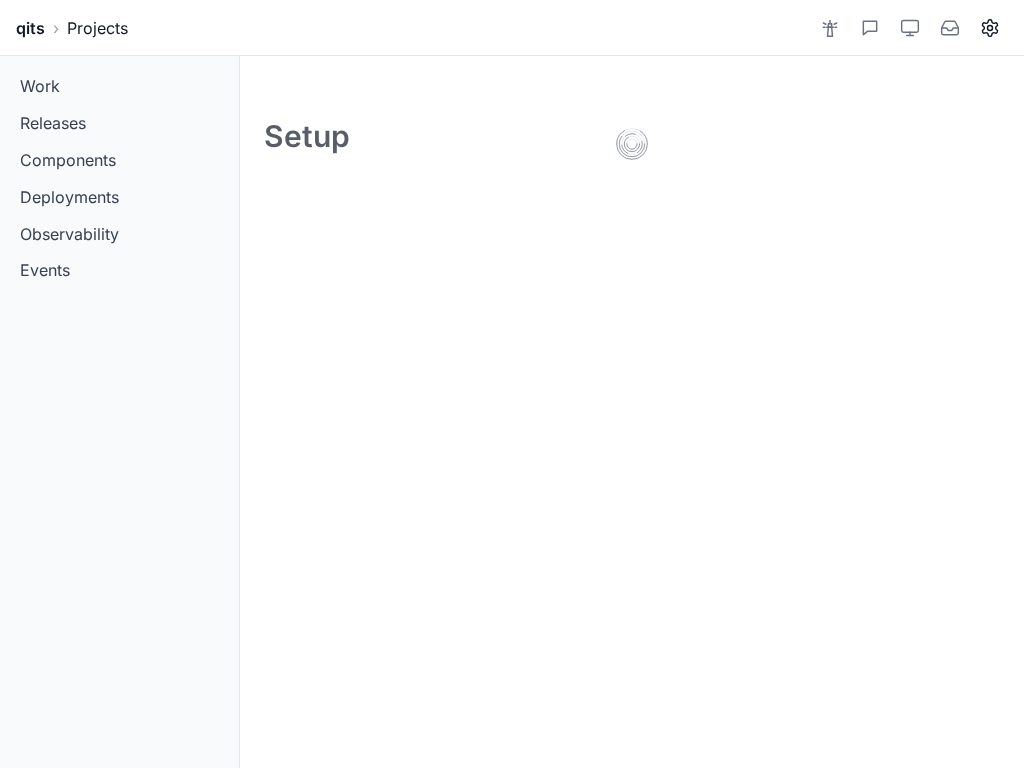 qits › Projects
Work
Releases
Components
Deployments
Observability
Events
Setup